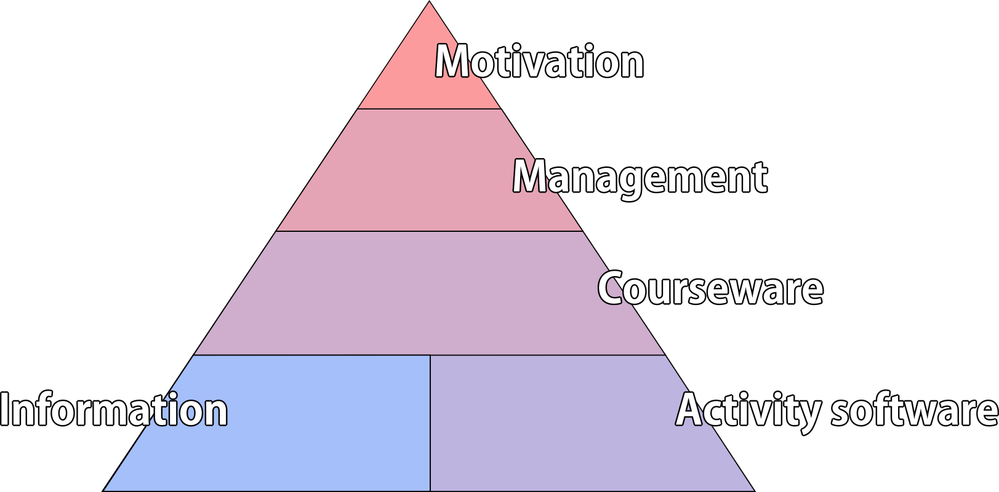 Motivation
Management
Courseware
Information
Activity software